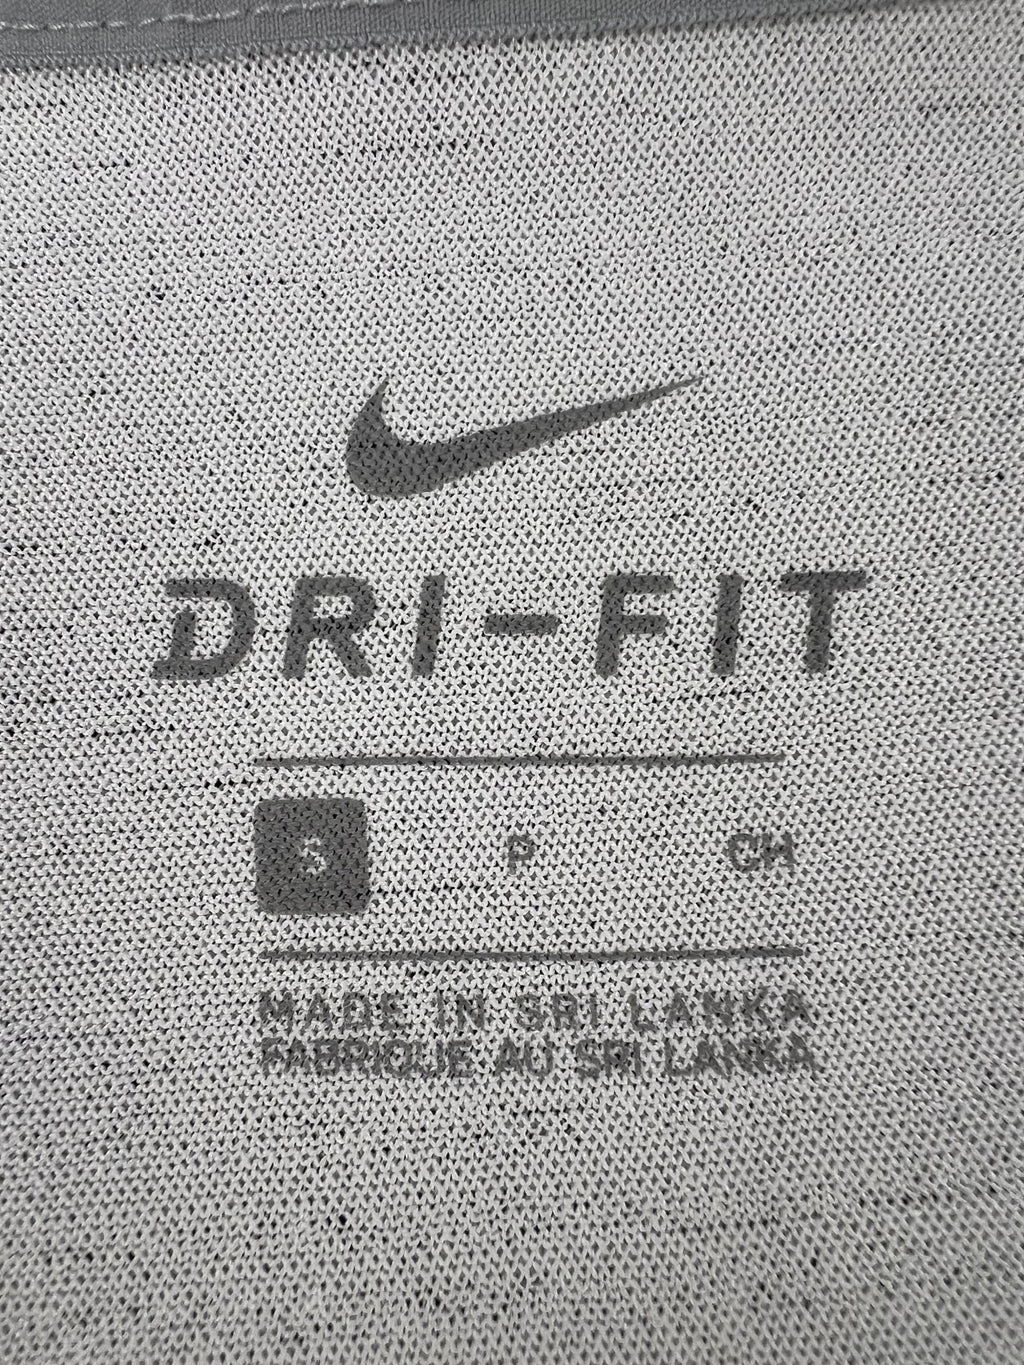 DRI-FIT
S P CH
MADE IN SRI LANKA
FABRIQUE AU SRI LANKA